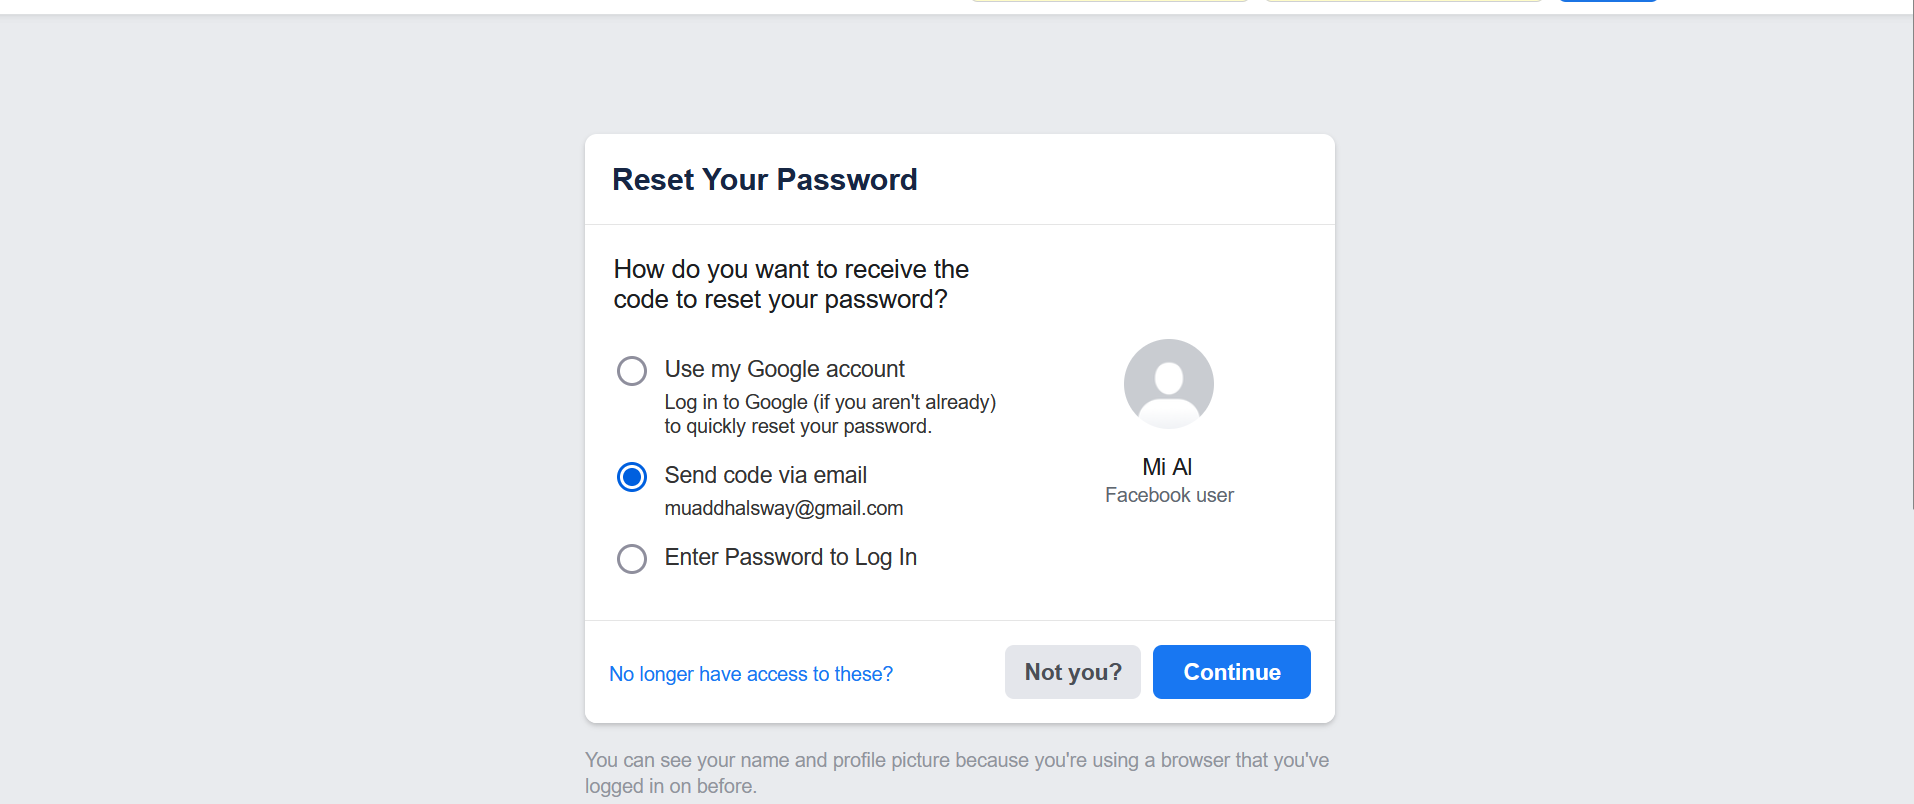 Reset Your Password
How do you want to receive the
code to reset your password?
Use my Google account
Log in to Google (if you aren't already)
to quickly reset your password.
Send code via email
muaddhalsway@gmail.com
Enter Password to Log In
Mi Al
Facebook user
No longer have access to these?
Not you?
Continue
You can see your name and profile picture because you're using a browser that you've
logged in on before.